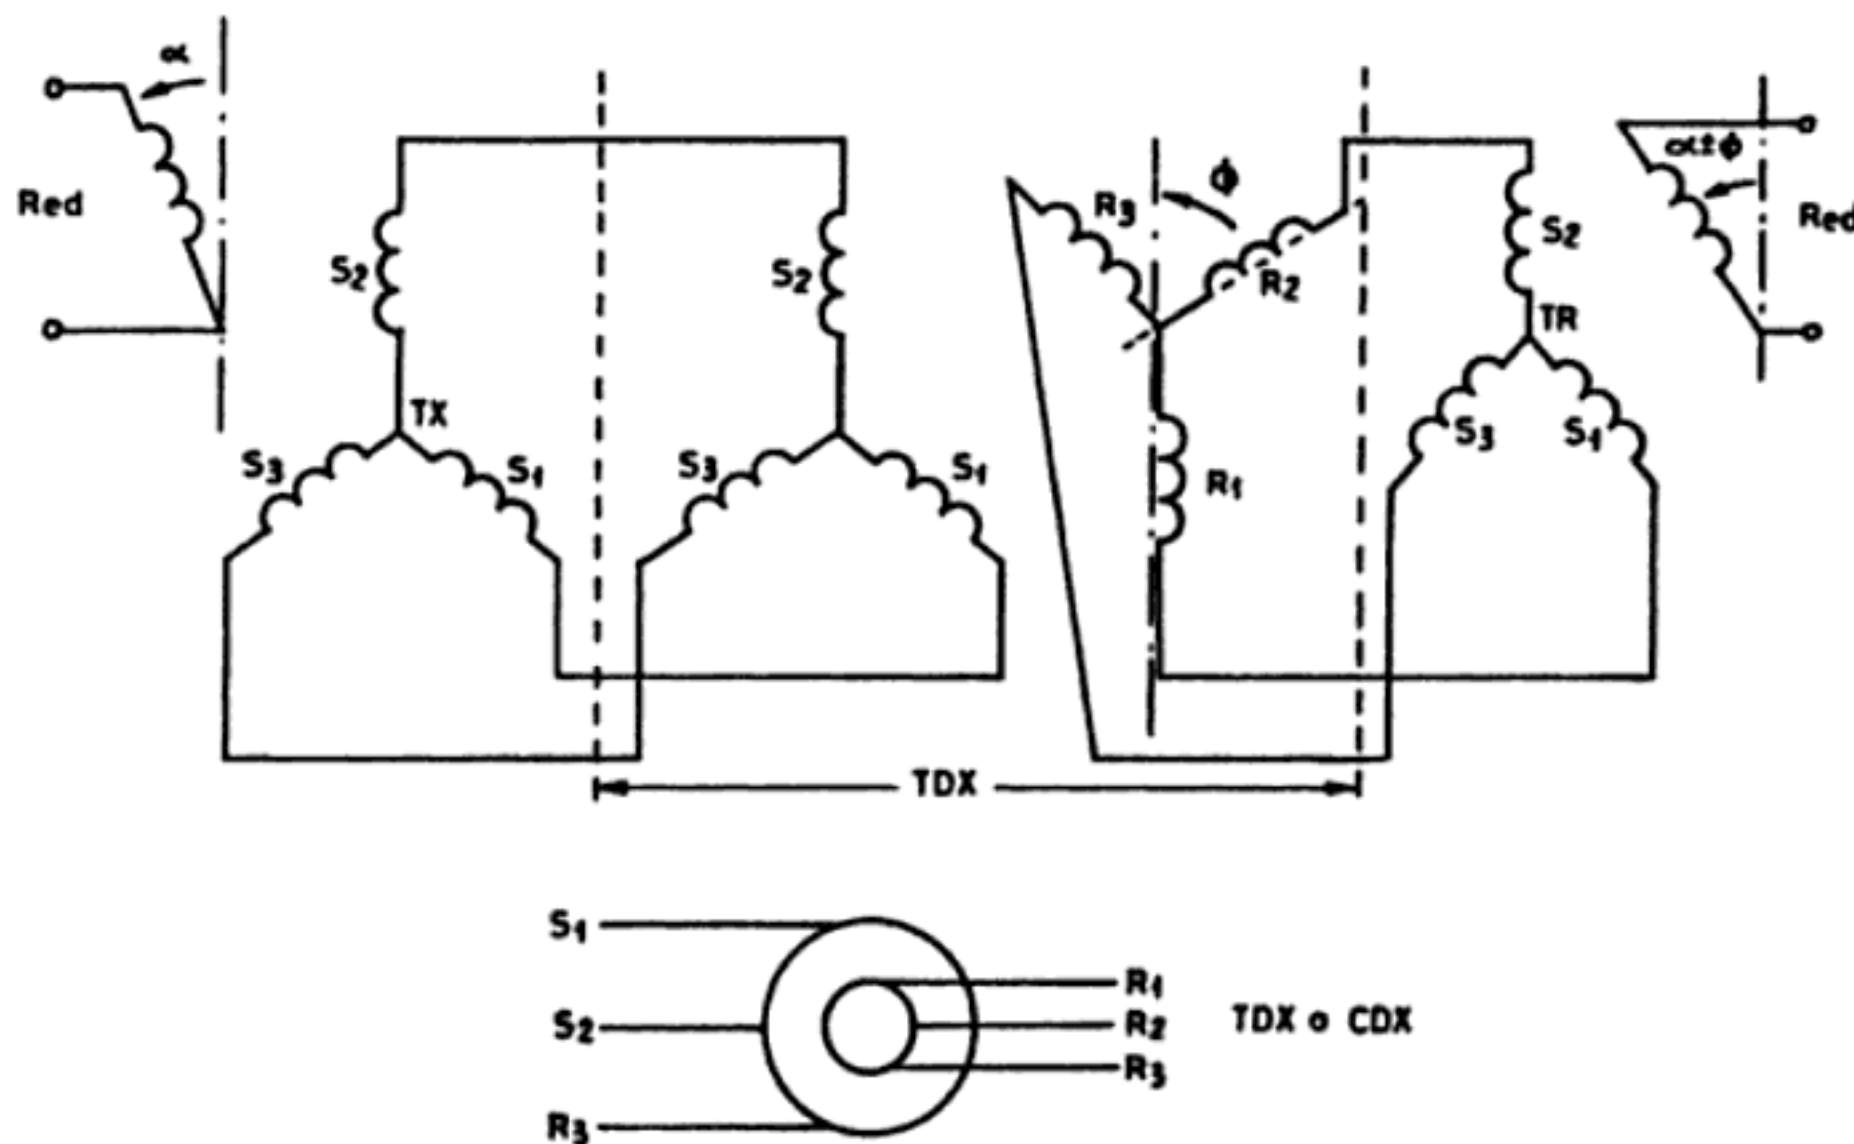 α
Red
S2
TX
S3
S1
S2
S3
S1
R3
ϕ
R2
R1
S2
TR
S3
S1
α±ϕ
Red
TDX
S1
S2
R3
R1
R2
R3
TDX o CDX